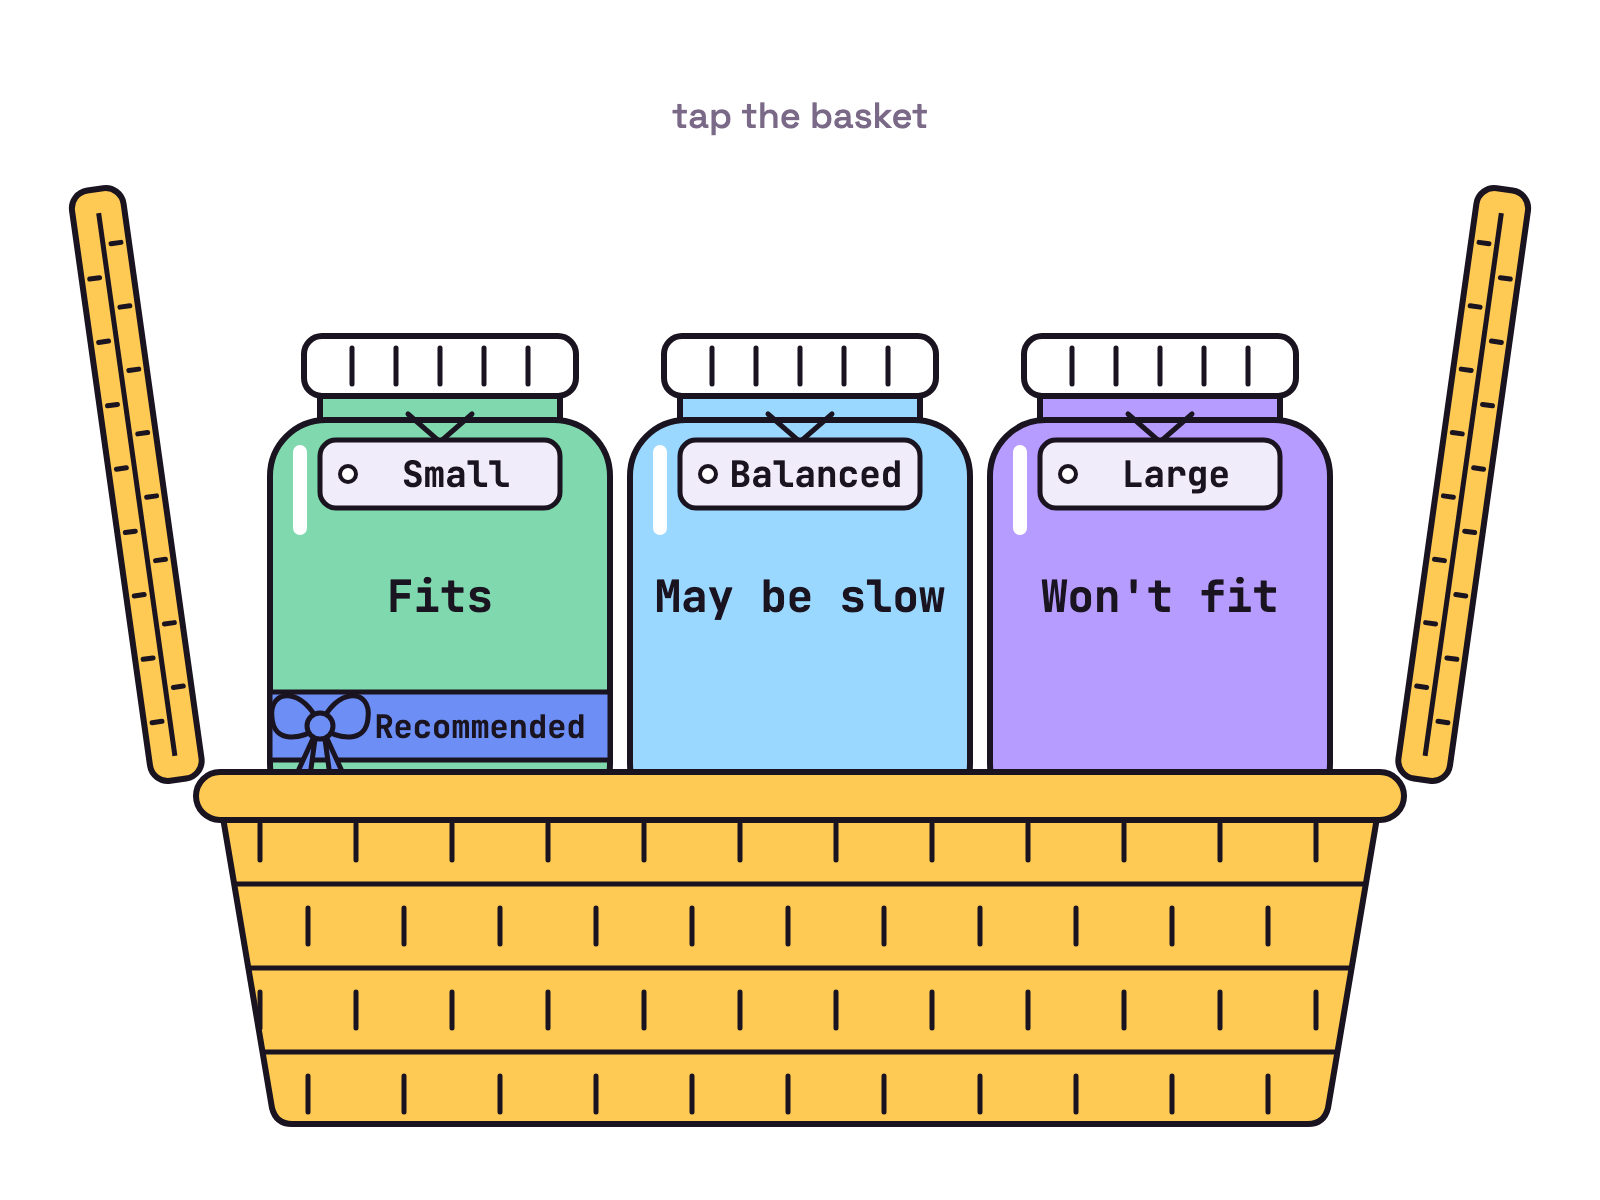 tap the basket
Small
Balanced
Large
Fits
May be slow
Won't fit
Recommended